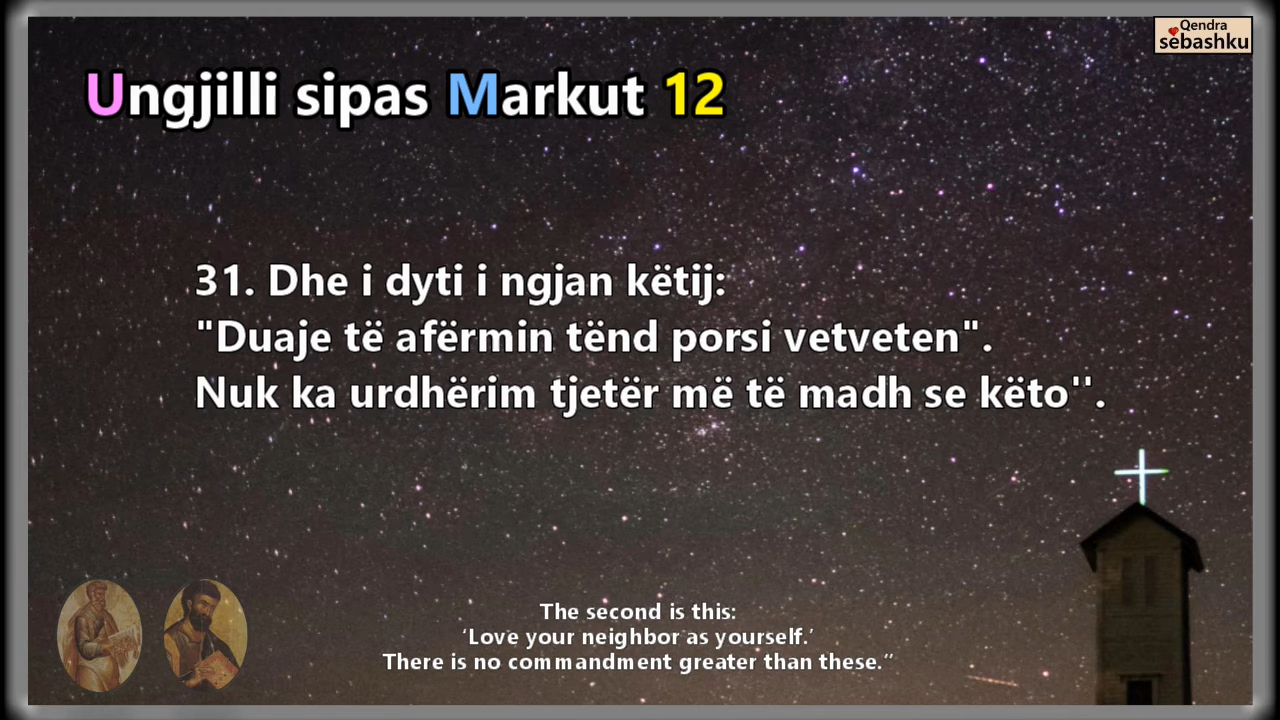 Qendra
sëbashku
Ungjilli sipas Markut 12
31. Dhe i dyti i ngjan këtij:
"Duaje të afërmin tënd porsi vetveten".
Nuk ka urdhërim tjetër më të madh se këto''.
The second is this:
‘Love your neighbor as yourself.’
There is no commandment greater than these.”